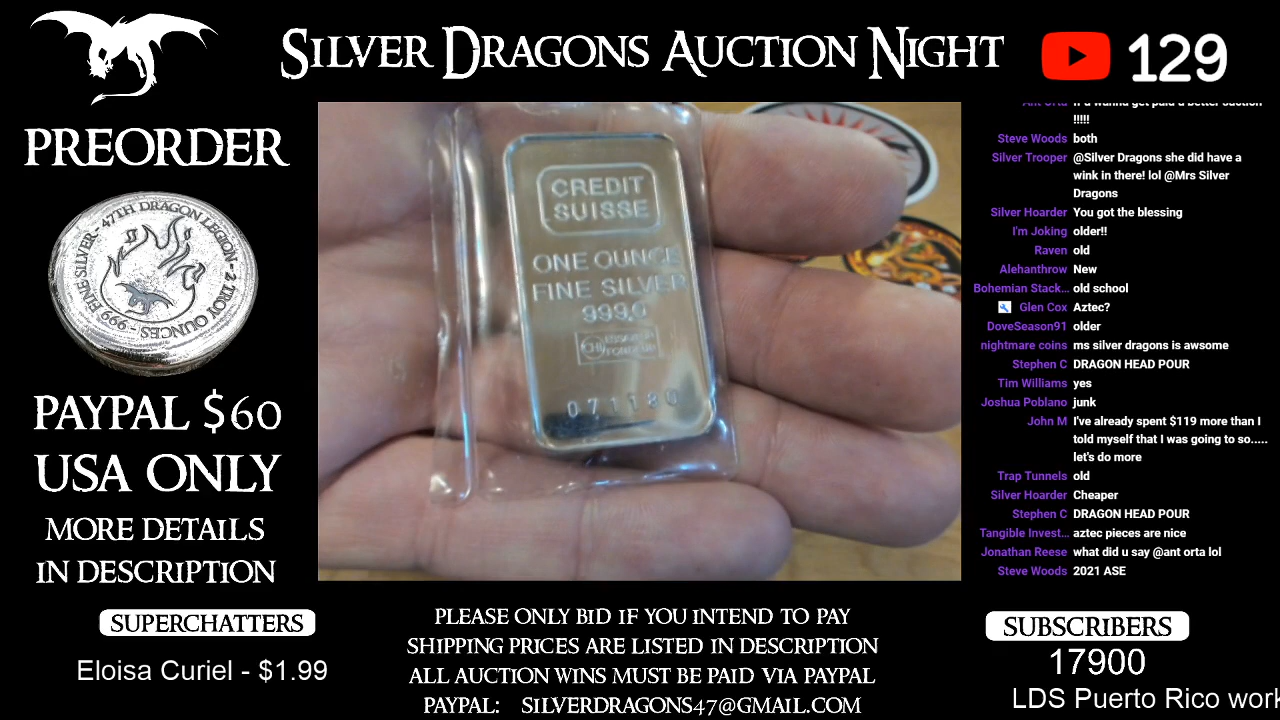 SILVER DRAGONS AUCTION NIGHT
129
PREORDER
47TH DRAGON LEGION - 2 TROY OUNCES - .999 FINE SILVER -
PAYPAL $60
USA ONLY
MORE DETAILS
IN DESCRIPTION
CREDIT
SUISSE
ONE OUNCE
FINE SILVER
999,0
071180
!!!!!
Steve Woods both
Silver Trooper @Silver Dragons she did have a
wink in there! lol @Mrs Silver
Dragons
Silver Hoarder You got the blessing
I'm Joking older!!
Raven old
Alehanthrow New
Bohemian Stack... old school
Glen Cox Aztec?
DoveSeason91 older
nightmare coins ms silver dragons is awsome
Stephen C DRAGON HEAD POUR
Tim Williams yes
Joshua Poblano junk
John M I've already spent $119 more than I
told myself that I was going to so.....
let's do more
Trap Tunnels old
Silver Hoarder Cheaper
Stephen C DRAGON HEAD POUR
Tangible Invest... aztec pieces are nice
Jonathan Reese what did u say @ant orta lol
Steve Woods 2021 ASE
SUPERCHATTERS
Eloisa Curiel - $1.99
PLEASE ONLY BID IF YOU INTEND TO PAY
SHIPPING PRICES ARE LISTED IN DESCRIPTION
ALL AUCTION WINS MUST BE PAID VIA PAYPAL
PAYPAL: SILVERDRAGONS47@GMAIL.COM
SUBSCRIBERS
17900
LDS Puerto Rico work